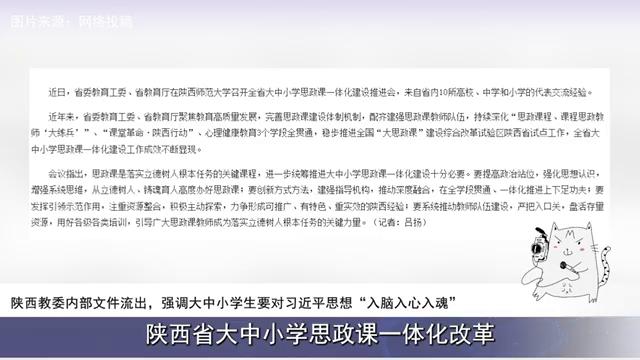 图片来源：网络投稿
近日，省委教育工委、省教育厅在陕西师范大学召开全省大中小学思政课一体化建设推进会，来自省内10所高校、中学和小学的代表交流经验。
近年来，省委教育工委、省教育厅聚焦教育高质量发展，完善思政课建设体制机制，配齐建强思政课教师队伍，持续深化“思政课程、课程思政教
师‘大练兵’”、“课堂革命·陕西行动”、心理健康教育3个学段全贯通，稳步推进全国“大思政课”建设综合改革试验区陕西省试点工作，全省大
中小学思政课一体化建设工作成效不断显现。
会议指出，思政课是落实立德树人根本任务的关键课程，进一步统筹推进大中小学思政课一体化建设十分必要。要提高政治站位，强化思想认识，
增强系统思维，从立德树人、铸魂育人高度办好思政课；要创新方式方法，建强指导机构，推动深度融合，在全学段贯通、一体化推进上下足功夫；要
发挥引领示范作用，注重资源整合，积极主动探索，力争形成可推广、有特色、重实效的陕西经验；要系统推动教师队伍建设，严把入口关，盘活存量
资源，用好各级各类培训，引导广大思政课教师成为落实立德树人根本任务的关键力量。（记者：吕扬）
陕西教委内部文件流出，强调大中小学生要对习近平思想“入脑入心入魂”
陕西省大中小学思政课一体化改革